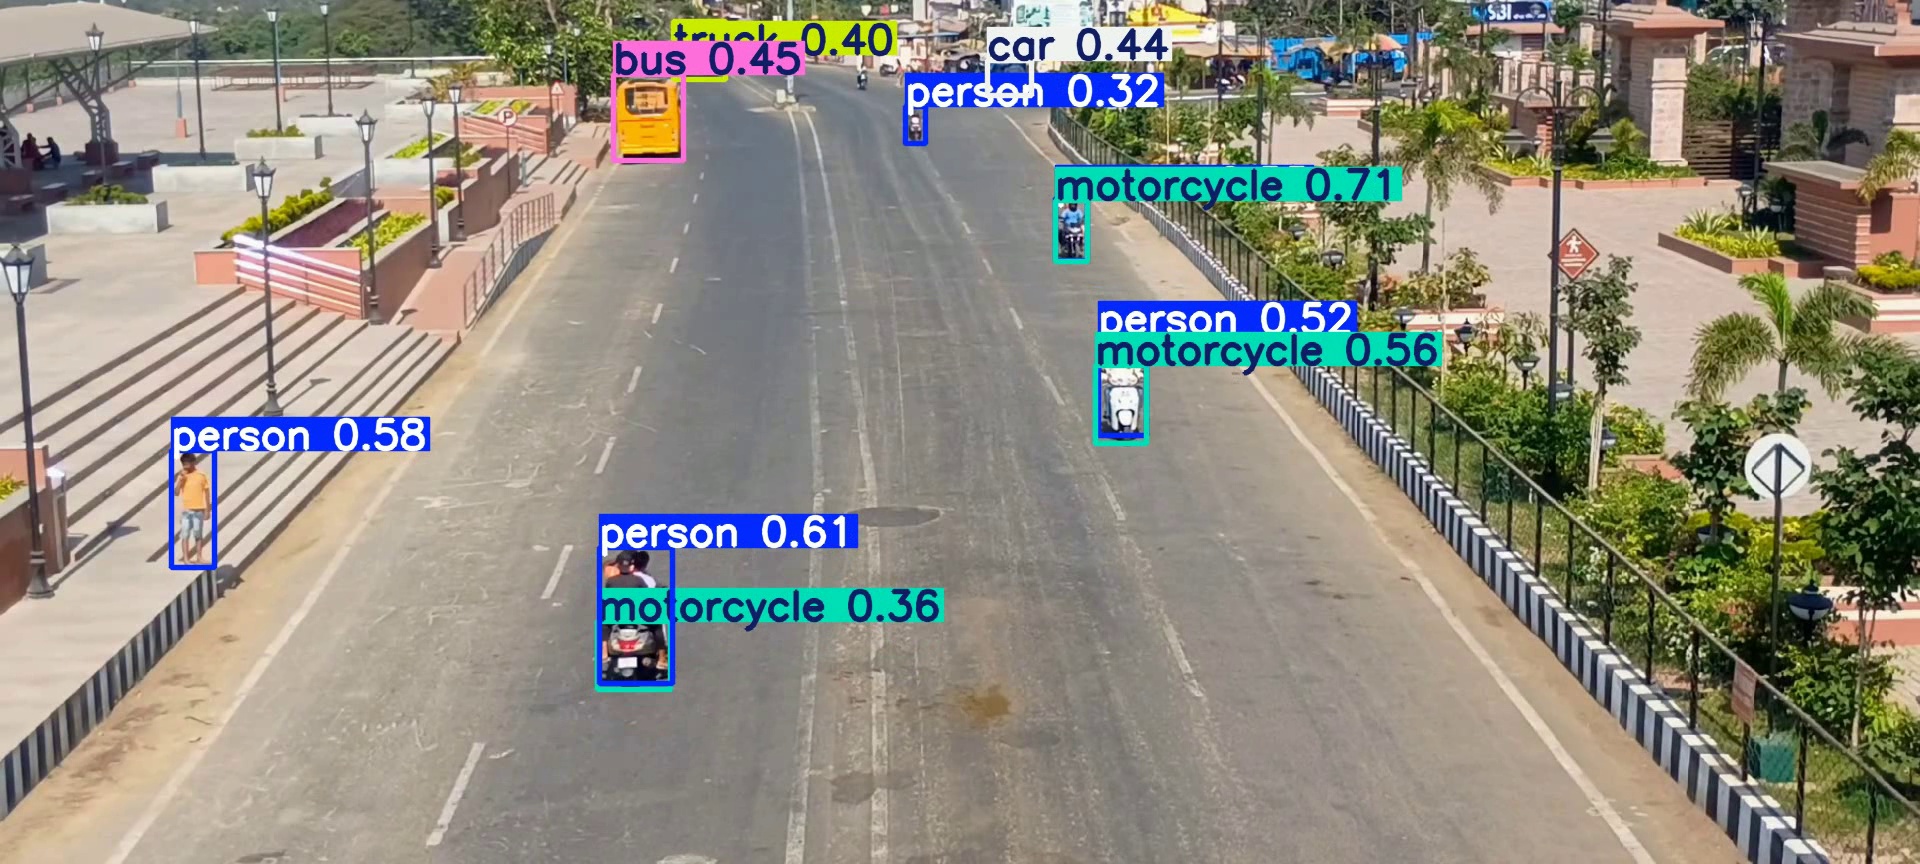 truck 0.40
bus 0.45
car 0.44
SBI
person 0.32
P
motorcycle 0.71
person 0.52
motorcycle 0.56
person 0.58
person 0.61
motorcycle 0.36